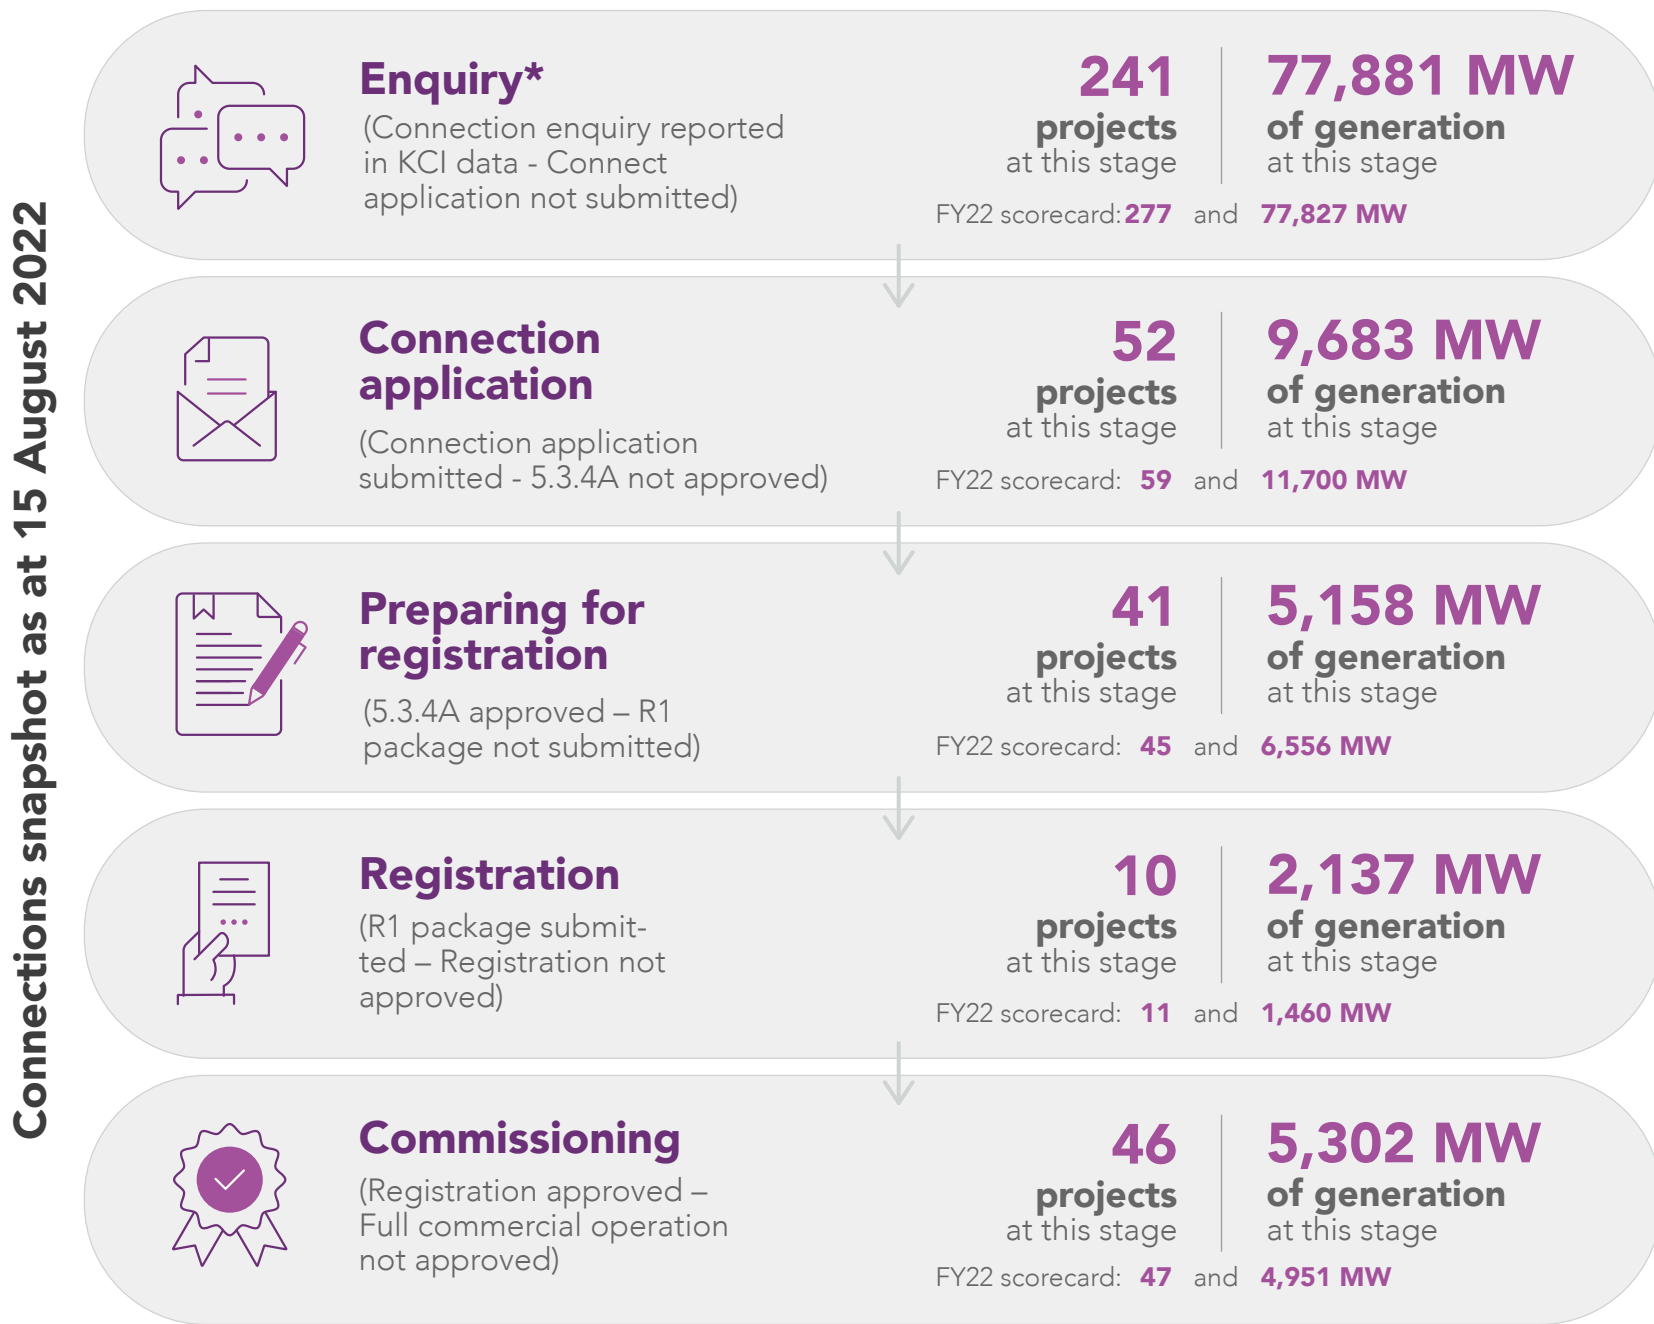 Connections snapshot as at 15 August 2022
Enquiry*
(Connection enquiry reported
in KCI data - Connect
application not submitted)
241
projects
at this stage
77,881 MW
of generation
at this stage
FY22 scorecard: 277 and 77,827 MW
Connection
application
(Connection application
submitted - 5.3.4A not approved)
52
projects
at this stage
9,683 MW
of generation
at this stage
FY22 scorecard: 59 and 11,700 MW
Preparing for
registration
(5.3.4A approved – R1
package not submitted)
41
projects
at this stage
5,158 MW
of generation
at this stage
FY22 scorecard: 45 and 6,556 MW
Registration
(R1 package submit-
ted – Registration not
approved)
10
projects
at this stage
2,137 MW
of generation
at this stage
FY22 scorecard: 11 and 1,460 MW
Commissioning
(Registration approved –
Full commercial operation
not approved)
46
projects
at this stage
5,302 MW
of generation
at this stage
FY22 scorecard: 47 and 4,951 MW